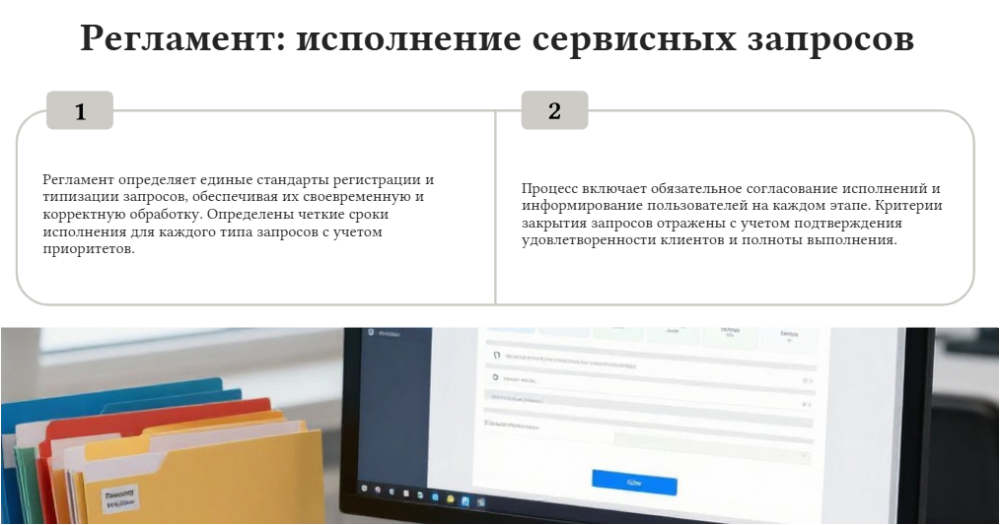 Регламент: исполнение сервисных запросов
1
Регламент определяет единые стандарты регистрации и
типизации запросов, обеспечивая их своевременную и
корректную обработку. Определены четкие сроки
исполнения для каждого типа запросов с учетом
приоритетов.
2
Процесс включает обязательное согласование исполнений и
информирование пользователей на каждом этапе. Критерии
закрытия запросов отражены с учетом подтверждения
удовлетворенности клиентов и полноты выполнения.